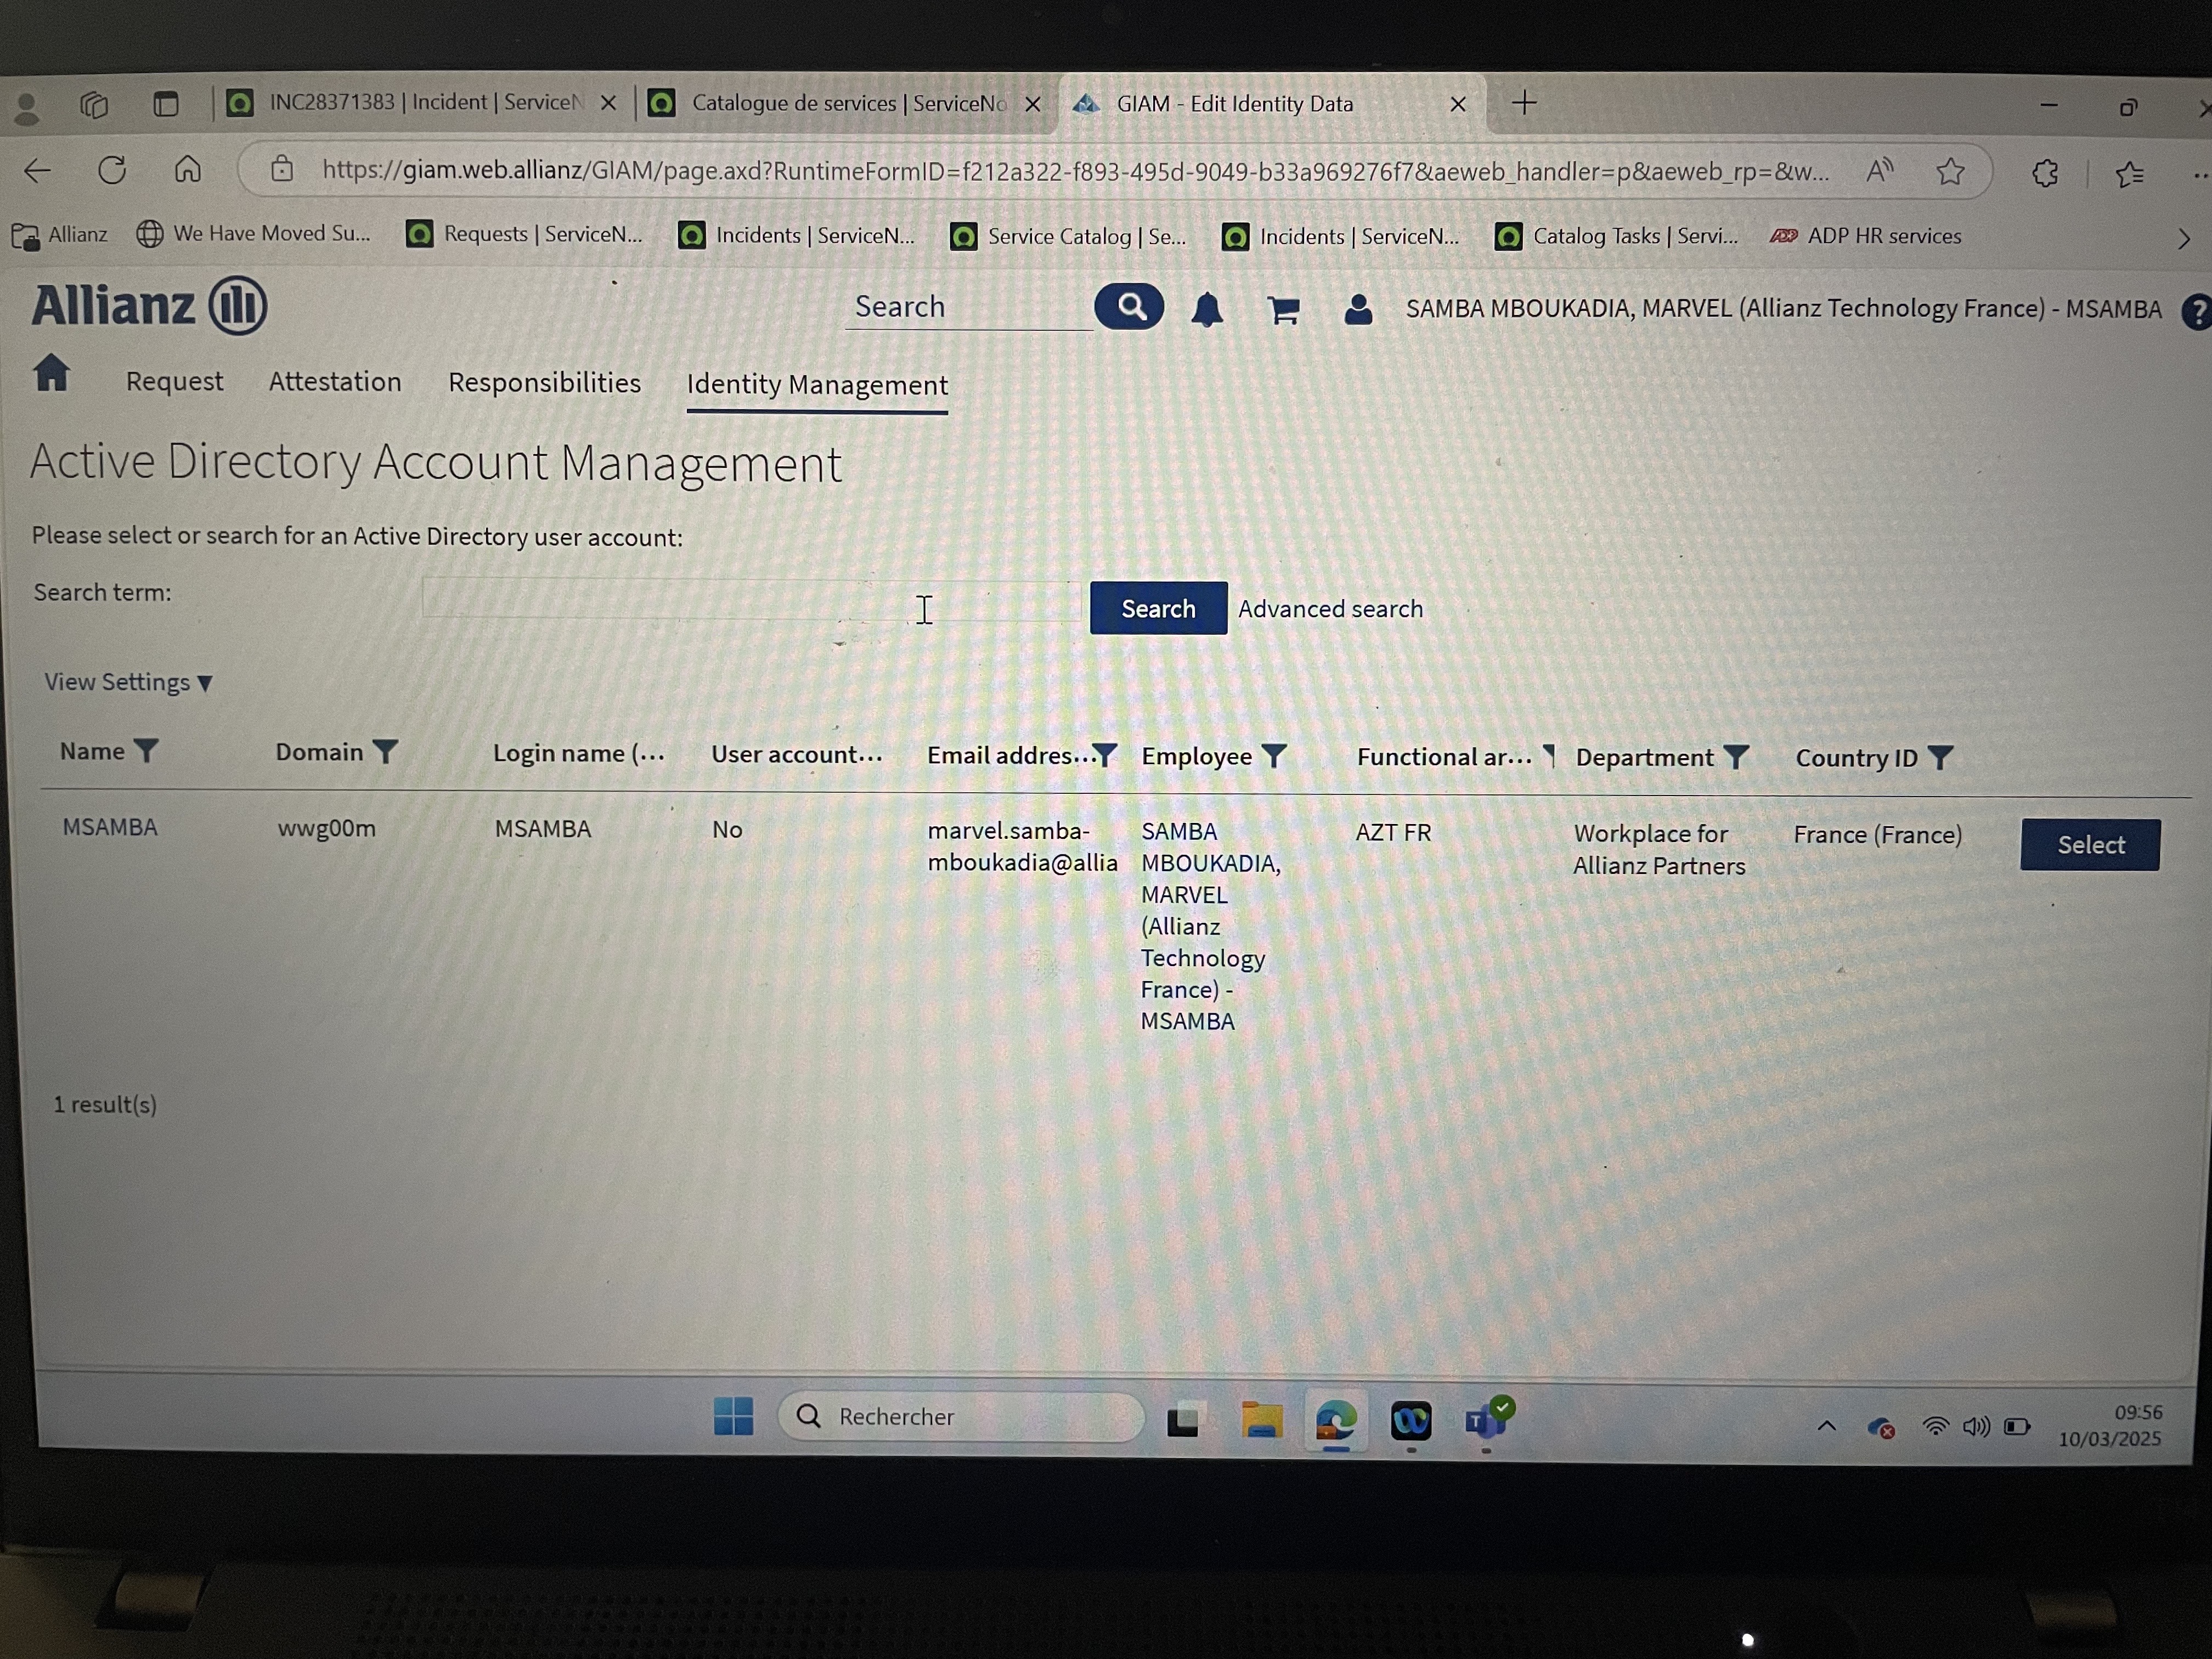 INC28371383 | Incident | ServiceN
Catalogue de services | ServiceNo
GIAM - Edit Identity Data
https://giam.web.allianz/GIAM/page.axd?RuntimeFormID=f212a322-f893-495d-9049-b33a969276f7&aeweb_handler=p&aeweb_rp=&w...
Allianz
We Have Moved Su...
Requests | ServiceN...
Incidents | ServiceN...
Service Catalog | Se...
Incidents | ServiceN...
Catalog Tasks | Servi...
ADP HR services
Allianz
Search
SAMBA MBOUKADIA, MARVEL (Allianz Technology France) - MSAMBA
Request
Attestation
Responsibilities
Identity Management
Active Directory Account Management
Please select or search for an Active Directory user account:
Search term:
Search
Advanced search
View Settings
Name
Domain
Login name (...
User account...
Email addres...
Employee
Functional ar...
Department
Country ID
MSAMBA
wwg00m
MSAMBA
No
marvel.samba-
mboukadia@allia
SAMBA
MBOUKADIA,
MARVEL
(Allianz
Technology
France) -
MSAMBA
AZT FR
Workplace for
Allianz Partners
France (France)
Select
1 result(s)
Rechercher
09:56
10/03/2025